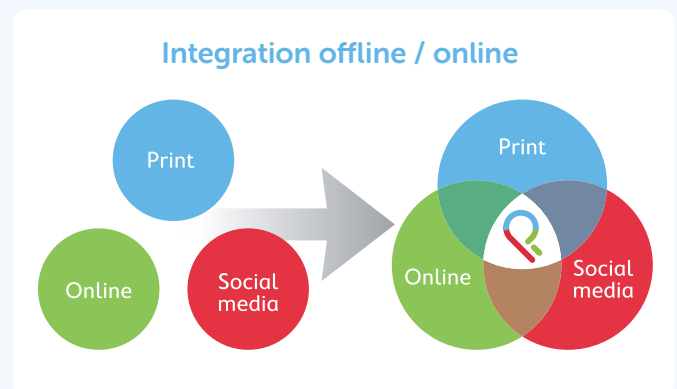 Integration offline / online
Print
Online
Social
media
Print
Online
Social
media